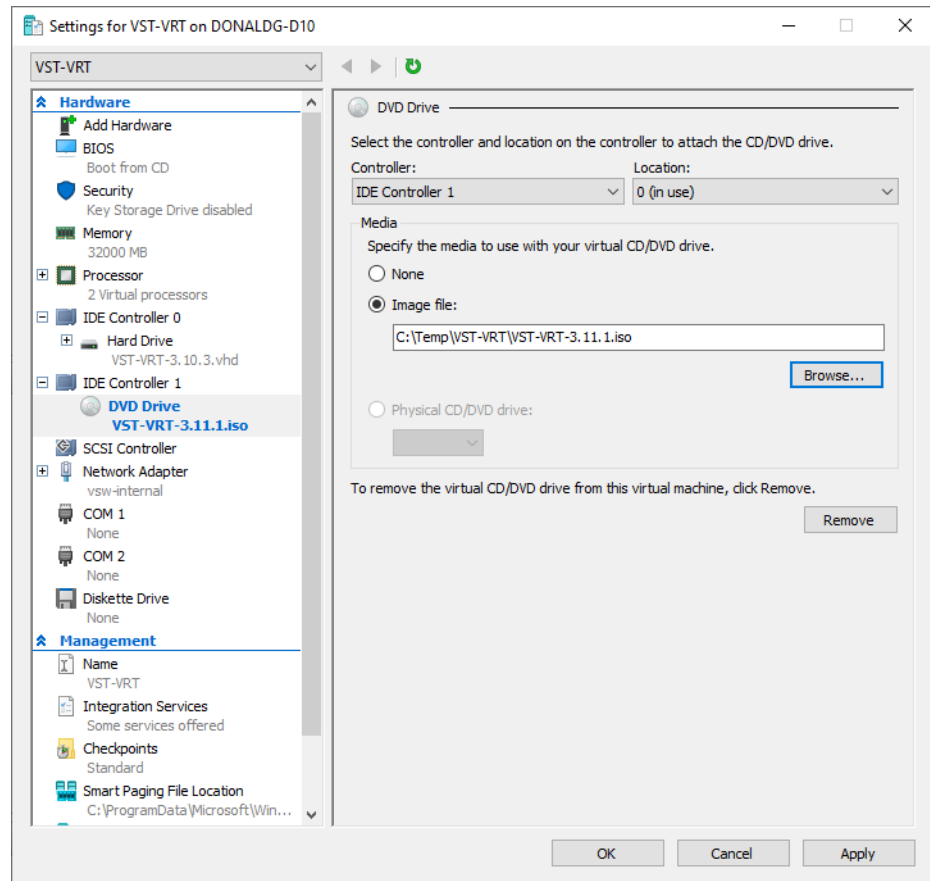 Settings for VST-VRT on DONALDG-D10
VST-VRT
Hardware
Add Hardware
BIOS
Boot from CD
Security
Key Storage Drive disabled
Memory
32000 MB
Processor
2 Virtual processors
IDE Controller 0
Hard Drive
VST-VRT-3.10.3.vhd
IDE Controller 1
DVD Drive
VST-VRT-3.11.1.iso
SCSI Controller
Network Adapter
vsw-internal
COM 1
None
COM 2
None
Diskette Drive
None
Management
Name
VST-VRT
Integration Services
Some services offered
Checkpoints
Standard
Smart Paging File Location
C:\ProgramData\Microsoft\Win...
DVD Drive
Select the controller and location on the controller to attach the CD/DVD drive.
Controller: Location:
IDE Controller 1 0 (in use)
Media
Specify the media to use with your virtual CD/DVD drive.
None
Image file:
C:\Temp\VST-VRT\VST-VRT-3.11.1.iso
Browse...
Physical CD/DVD drive:
To remove the virtual CD/DVD drive from this virtual machine, click Remove.
Remove
OK Cancel Apply